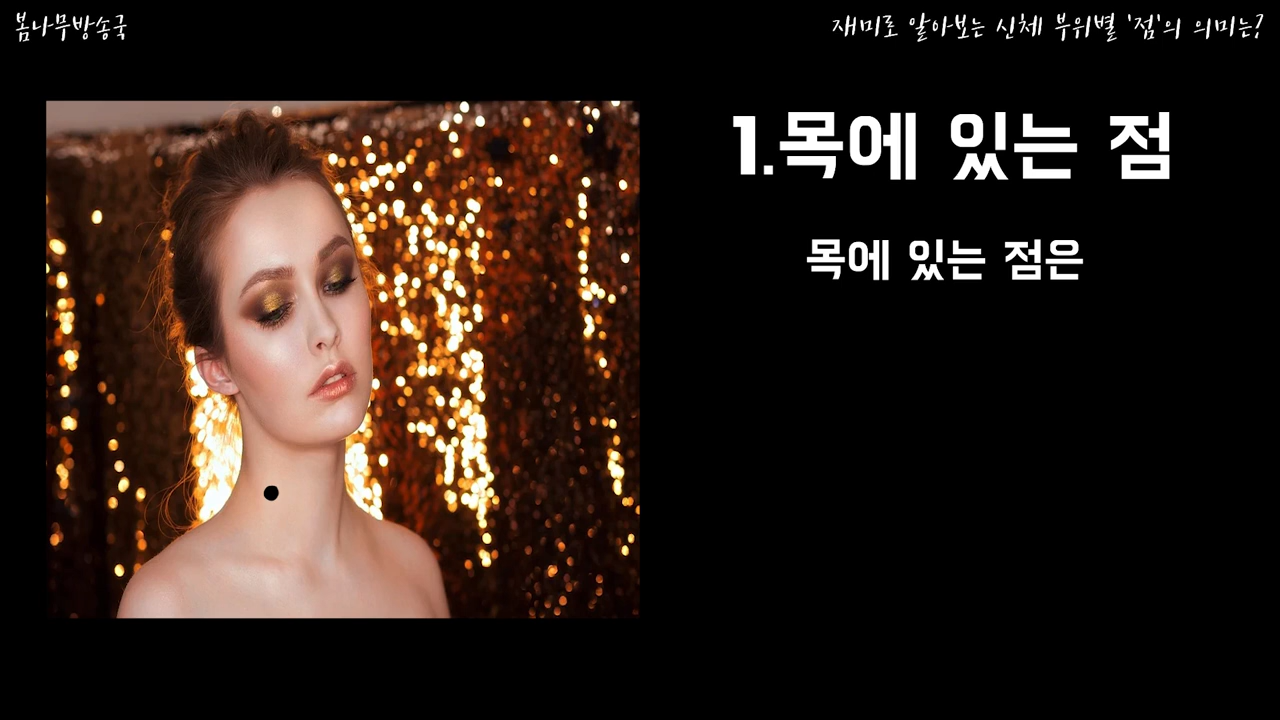 봄나무방송국
재미로 알아보는 신체 부위별 '점'의 의미는?
1.목에 있는 점
목에 있는 점은